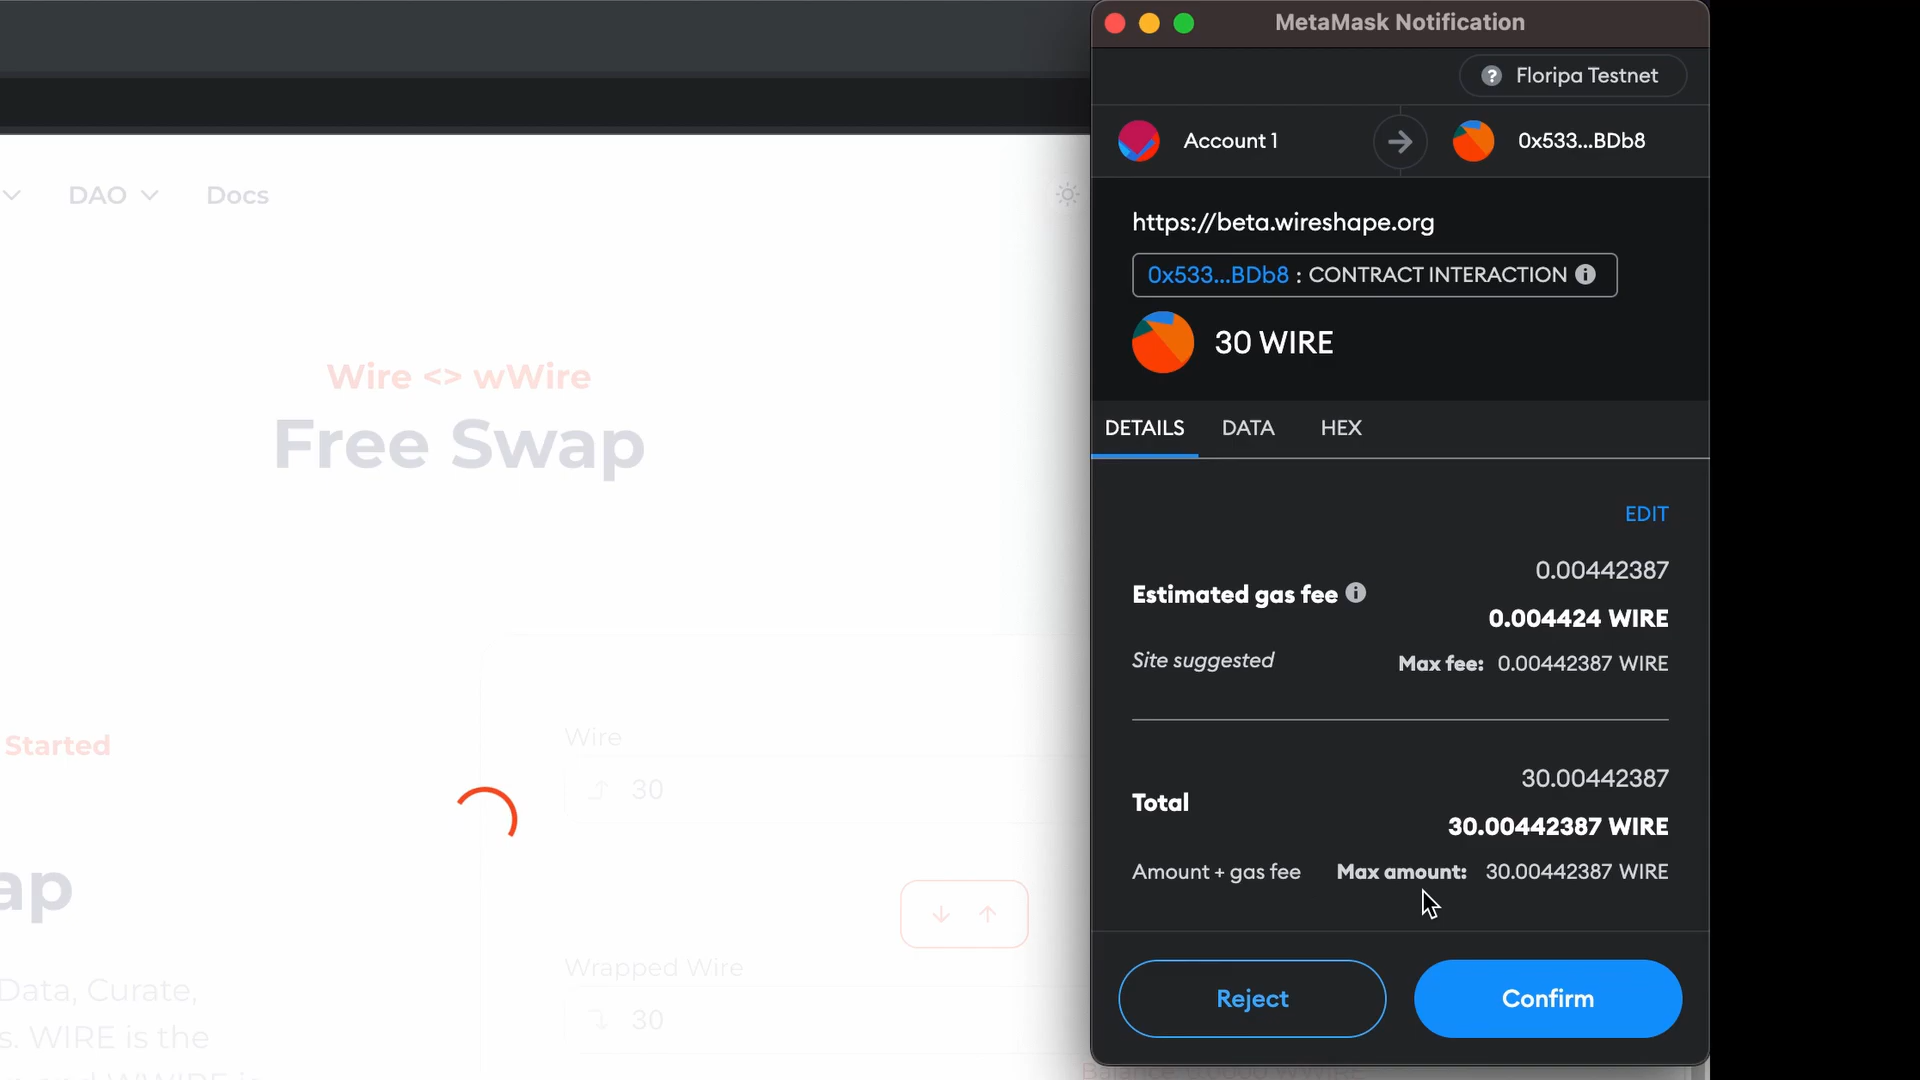 MetaMask Notification
Floripa Testnet
Account 1
0x533...BDb8
https://beta.wireshape.org
0x533...BDb8 : CONTRACT INTERACTION
30 WIRE
DETAILS DATA HEX
EDIT
0.00442387
Estimated gas fee
0.004424 WIRE
Site suggested
Max fee: 0.00442387 WIRE
30.00442387
Total
30.00442387 WIRE
Amount + gas fee
Max amount: 30.00442387 WIRE
Reject
Confirm
DAO
Docs
Wire <> wWire
Free Swap
Started
ap
Data, Curate,
s. WIRE is the
Wire
30
Wrapped Wire
30